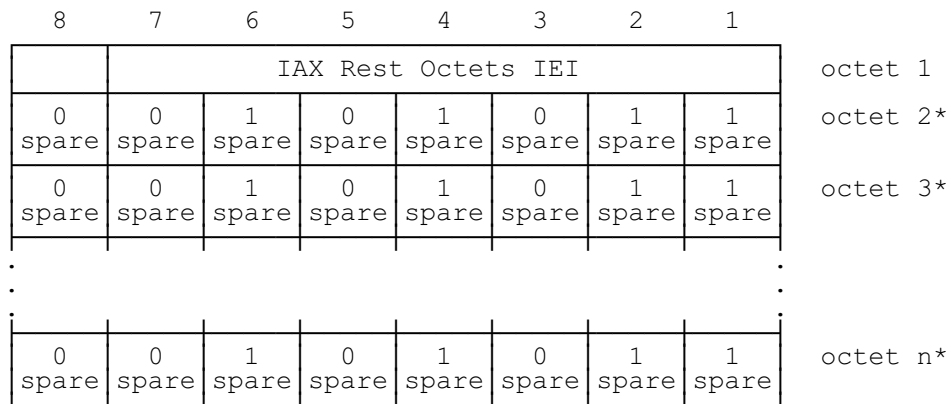 8 7 6 5 4 3 2 1
IAX Rest Octets IEI octet 1
0 0 1 0 1 0 1 1 octet 2*
spare spare spare spare spare spare spare spare
0 0 1 0 1 0 1 1 octet 3*
spare spare spare spare spare spare spare spare
0 0 1 0 1 0 1 1 octet n*
spare spare spare spare spare spare spare spare